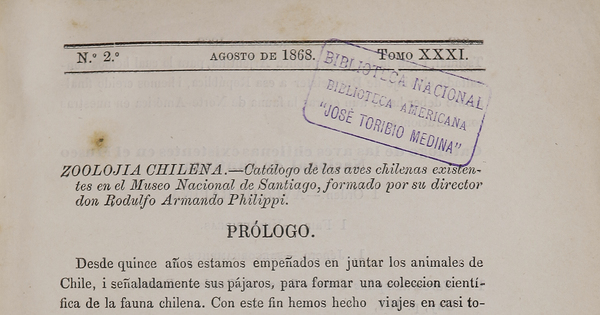 N.° 2.° AGOSTO DE 1868. TOMO XXXI.
BIBLIOTECA NACIONAL
BIBLIOTECA AMERICANA
"JOSÉ TORIBIO MEDINA"
ZOOLOJIA CHILENA.—Catálogo de las aves chilenas existen-
tes en el Museo Nacional de Santiago, formado por su director
don Rodulfo Armando Philippi.
PRÓLOGO.
Desde quince años estamos empeñados en juntar los animales de
Chile, i señaladamente sus pájaros, para formar una coleccion cientí-
fica de la fauna chilena. Con este fin hemos hecho viajes en casi to-